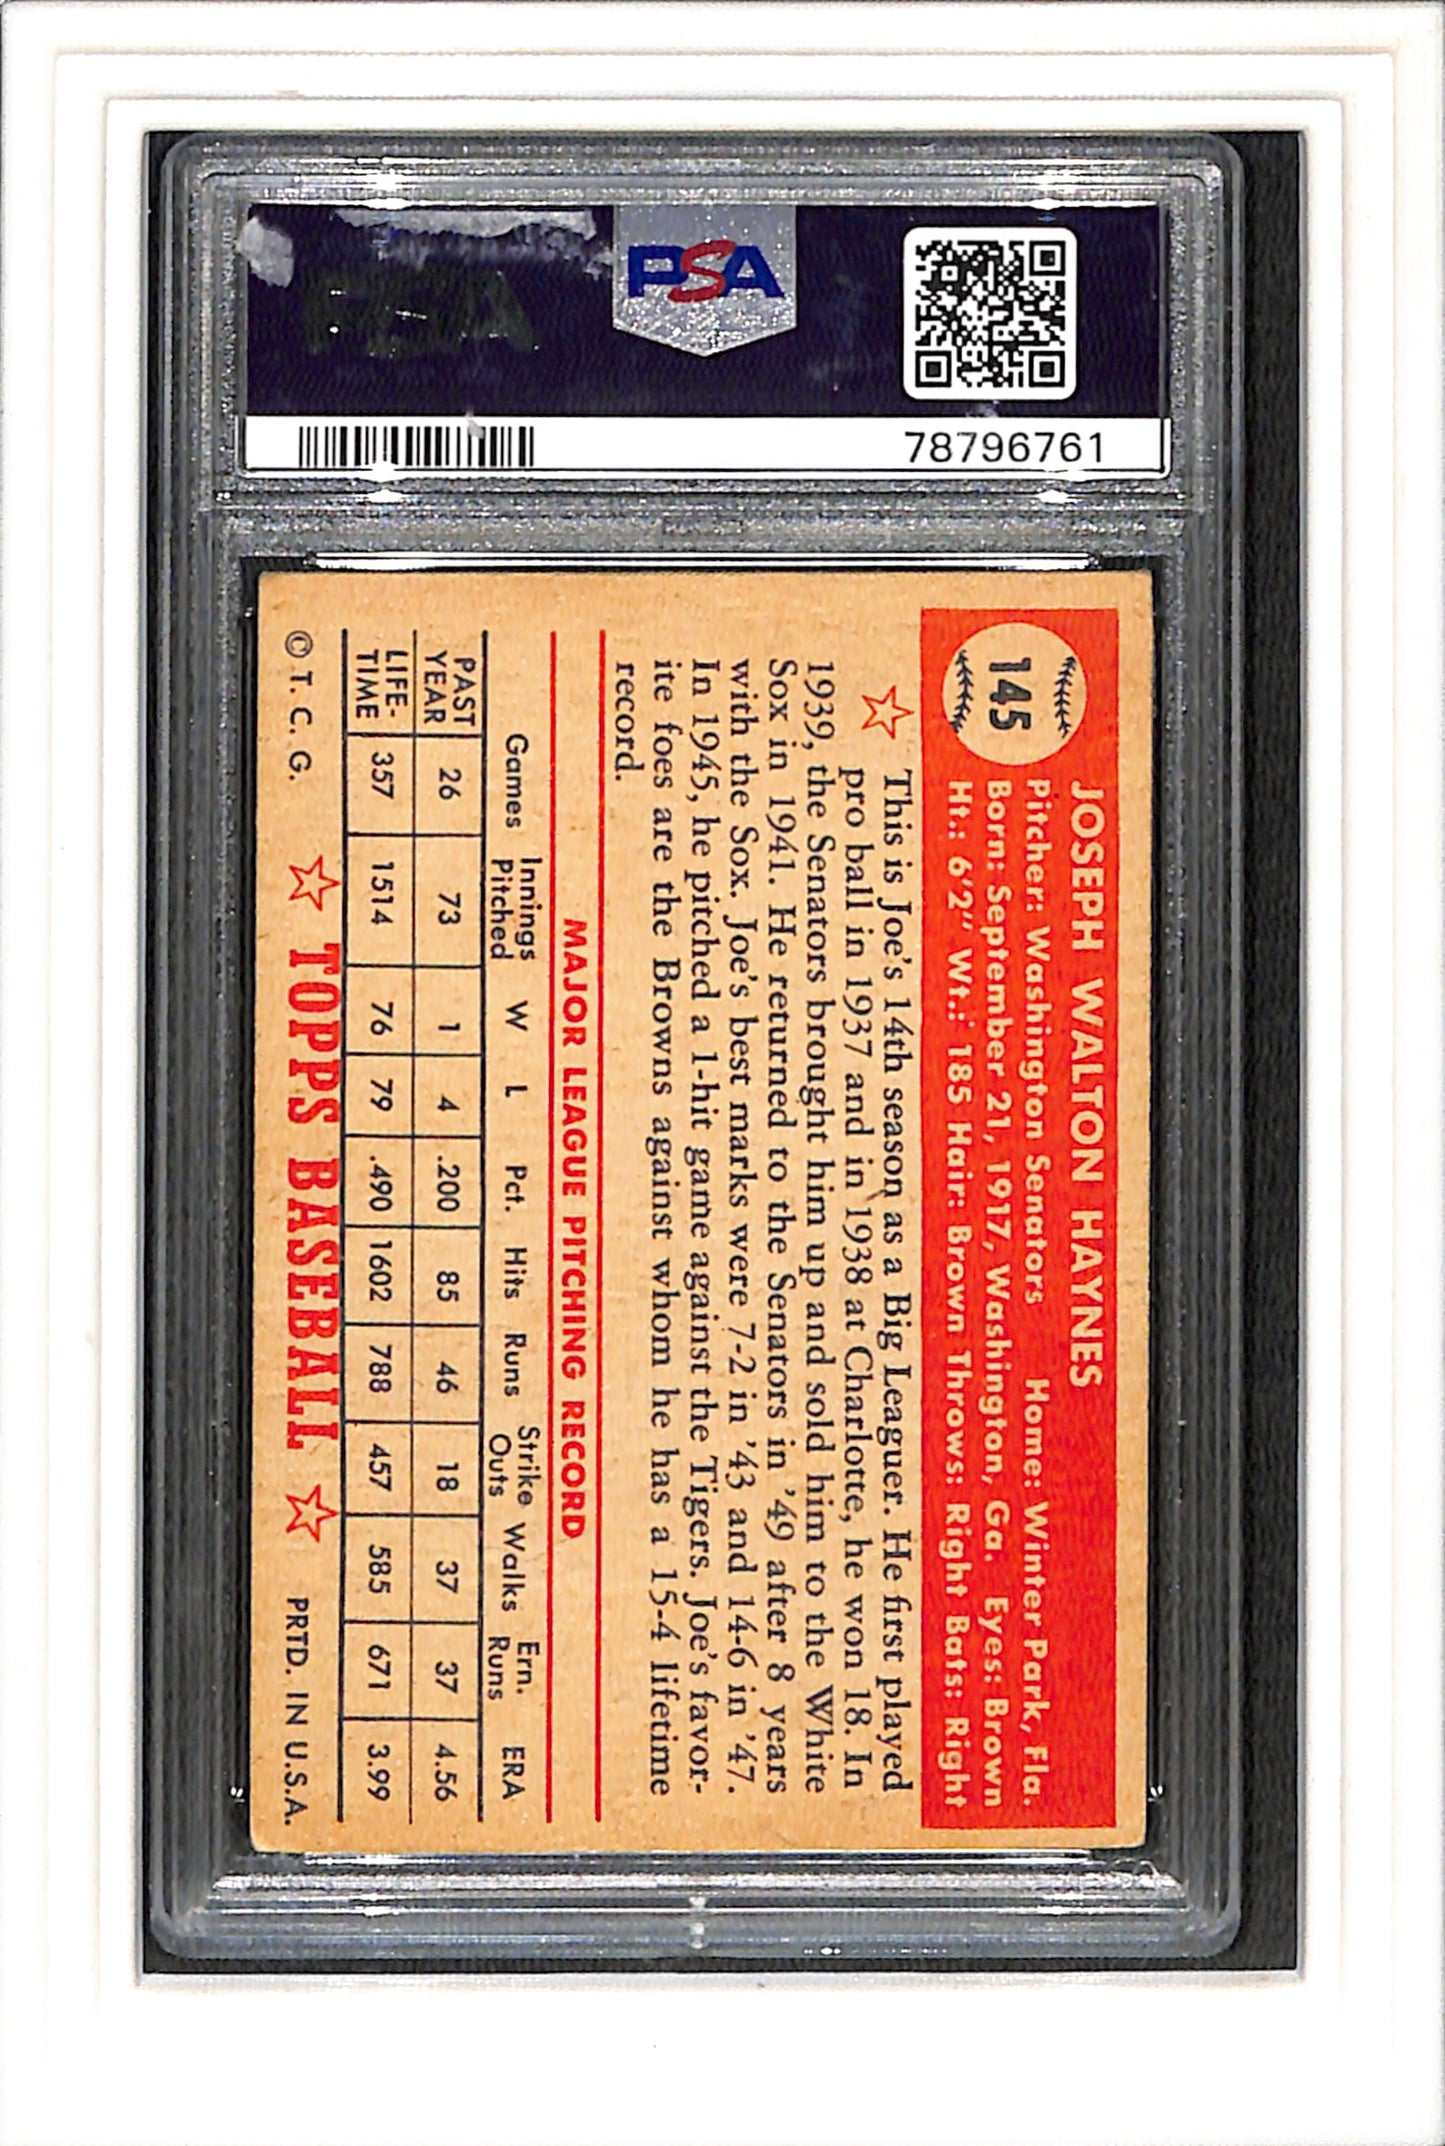 PSA
PSA
78796761
145
JOSEPH WALTON HAYNES
Pitcher: Washington Senators Home: Winter Park, Fla.
Born: September 21, 1917, Washington, Ga. Eyes: Brown
Ht.: 6'2" Wt.: 185 Hair: Brown Throws: Right Bats: Right
This is Joe's 14th season as a Big Leaguer. He first played
pro ball in 1937 and in 1938 at Charlotte, he won 18. In
1939, the Senators brought him up and sold him to the White
Sox in 1941. He returned to the Senators in '49 after 8 years
with the Sox. Joe's best marks were 7-2 in '43 and 14-6 in '47.
In 1945, he pitched a 1-hit game against the Tigers. Joe's favor-
ite foes are the Browns against whom he has a 15-4 lifetime
record.
MAJOR LEAGUE PITCHING RECORD
Games Innings Pitched W L Pct. Hits Runs Strike Outs Walks Ern. Runs ERA
PAST YEAR 26 73 1 4 .200 85 46 18 37 37 4.56
LIFE- TIME 357 1514 76 79 .490 1602 788 457 585 671 3.99
© T. C. G. TOPPS BASEBALL PRTD. IN U.S.A.